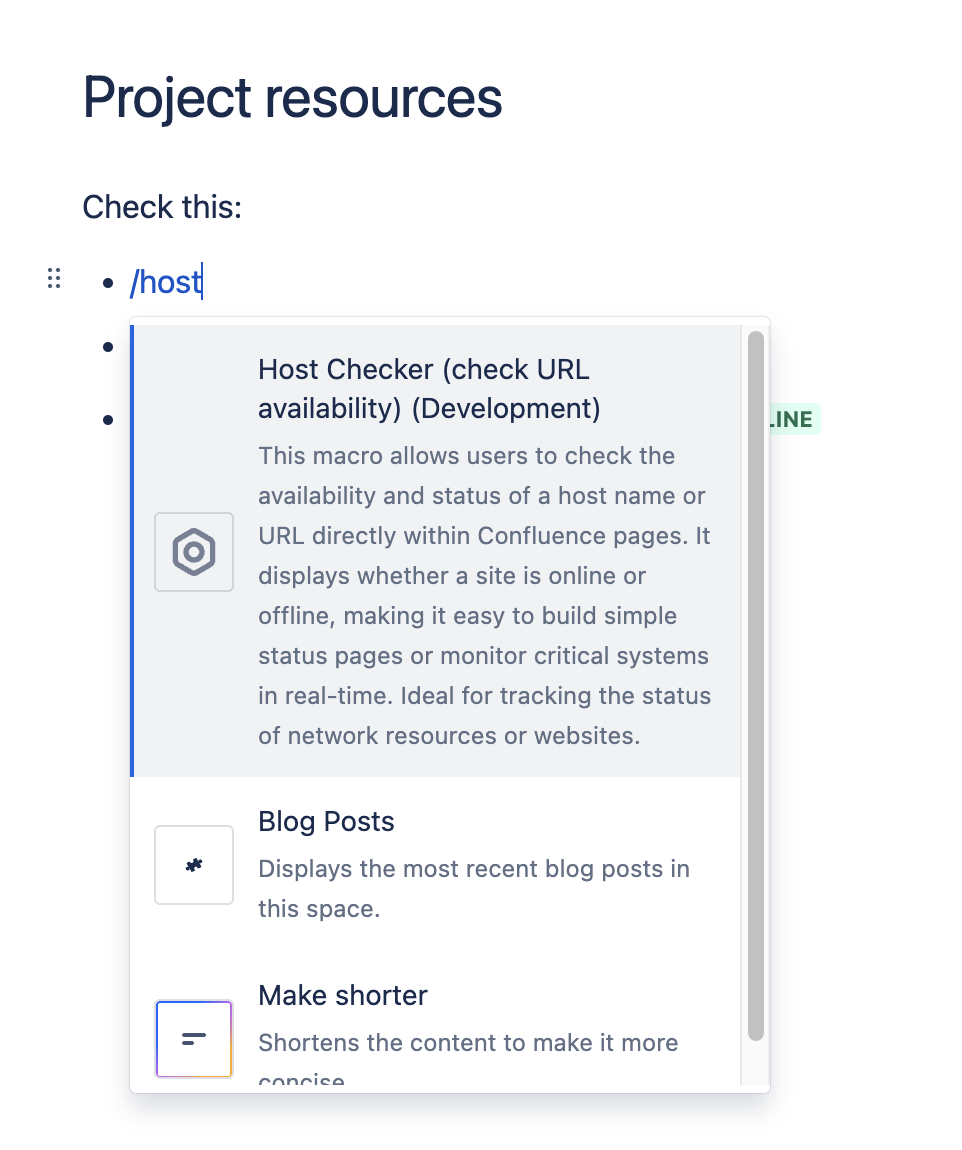 Project resources
Check this:
/host
Host Checker (check URL
availability) (Development)
This macro allows users to check the
availability and status of a host name or
URL directly within Confluence pages. It
displays whether a site is online or
offline, making it easy to build simple
status pages or monitor critical systems
in real-time. Ideal for tracking the status
of network resources or websites.
LINE
Blog Posts
Displays the most recent blog posts in
this space.
Make shorter
Shortens the content to make it more
concise